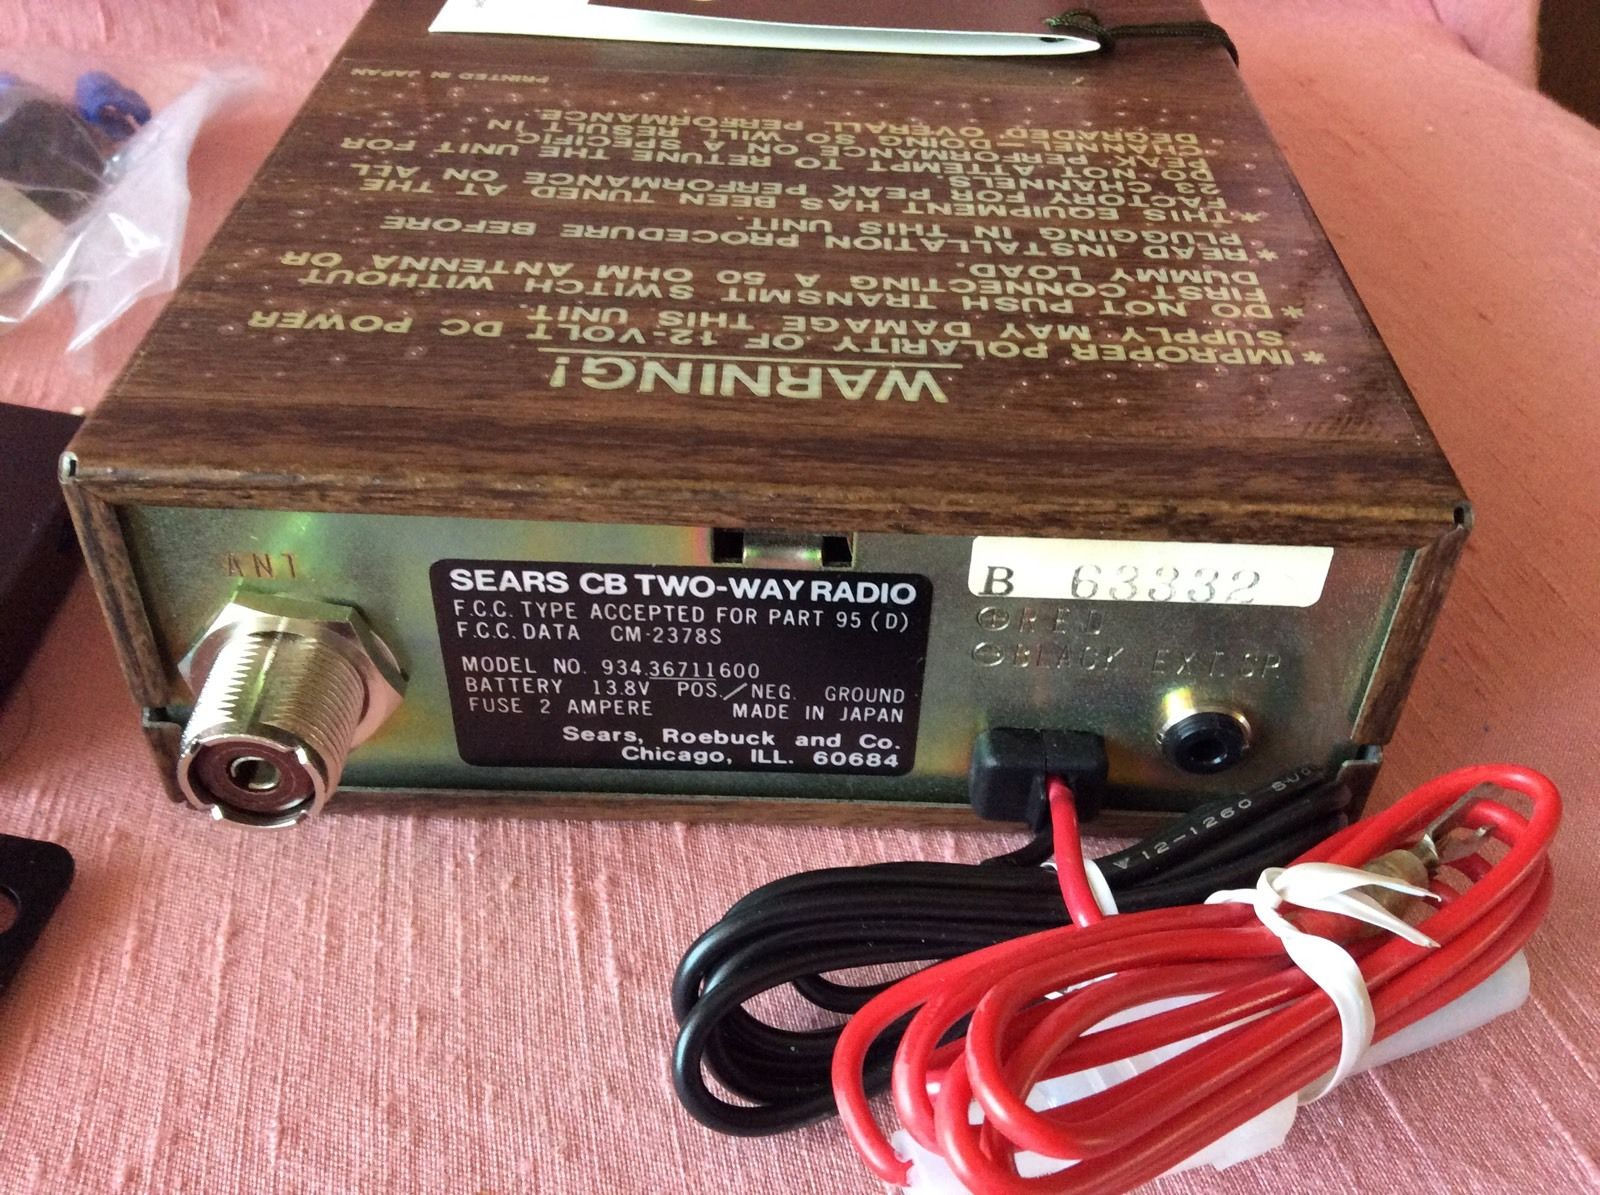 WARNING!
*IMPROPER POLARITY OF 12-VOLT DC POWER
SUPPLY MAY DAMAGE THIS UNIT.
*DO NOT PUSH TRANSMIT SWITCH WITHOUT
FIRST CONNECTING A 50 OHM ANTENNA OR
DUMMY LOAD.
*READ INSTALLATION PROCEDURE BEFORE
PLUGGING IN THIS UNIT.
*THIS EQUIPMENT HAS BEEN TUNED AT THE
FACTORY FOR PEAK PERFORMANCE ON ALL
23 CHANNELS.
DO NOT ATTEMPT TO RETUNE THE UNIT FOR
PEAK PERFORMANCE ON A SPECIFIC
CHANNEL-DOING SO WILL RESULT IN
DEGRADED OVERALL PERFORMANCE.
PRINTED IN JAPAN
ANT
SEARS CB TWO-WAY RADIO
F.C.C. TYPE ACCEPTED FOR PART 95 (D)
F.C.C. DATA CM-2378S
MODEL NO. 934.36711600
BATTERY 13.8V POS./NEG. GROUND
FUSE 2 AMPERE MADE IN JAPAN
Sears, Roebuck and Co.
Chicago, ILL. 60684
B 63332
⊕RED
⊖BLACK EXT.SP.
12-1260